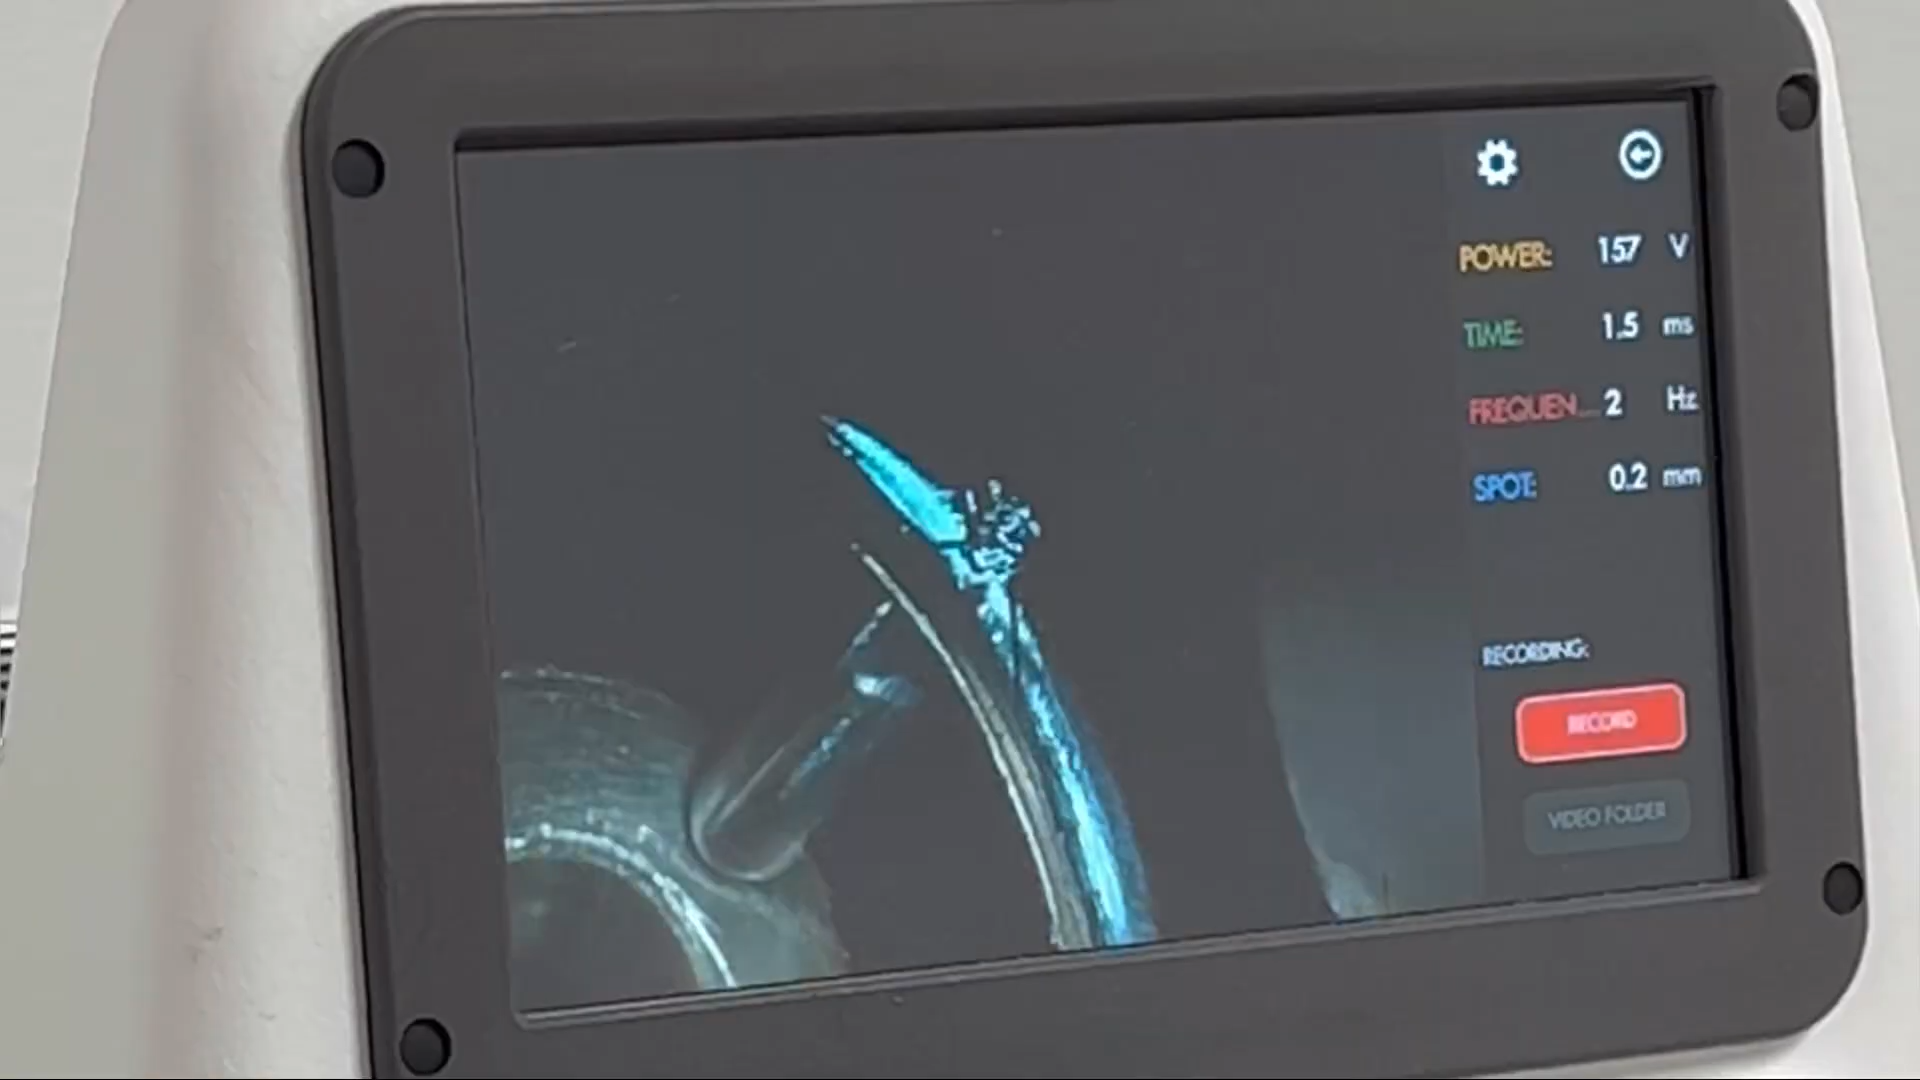 POWER: 157 V
TIME: 1.5 ms
FREQUEN... 2 Hz
SPOT: 0.2 mm
RECORDING:
RECORD
VIDEO FOLDER